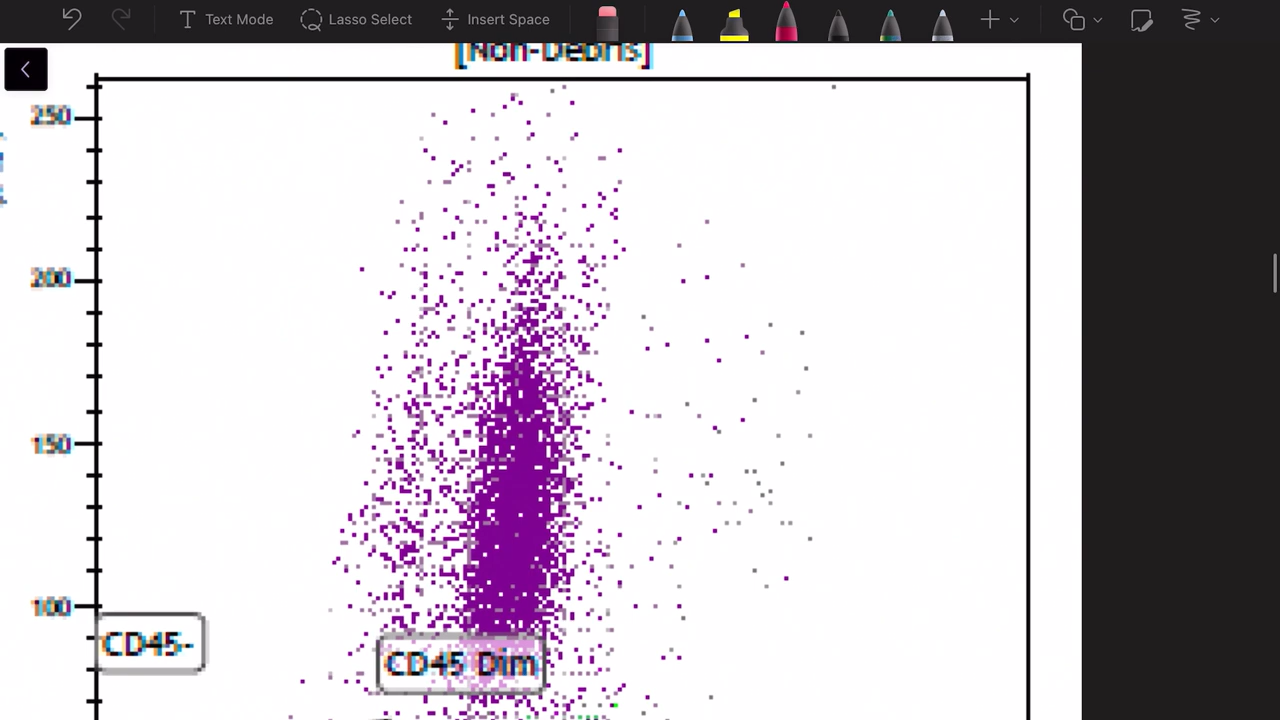 Text Mode Lasso Select Insert Space
[Non-Debris]
250
200
150
100
CD45-
CD45 Dim